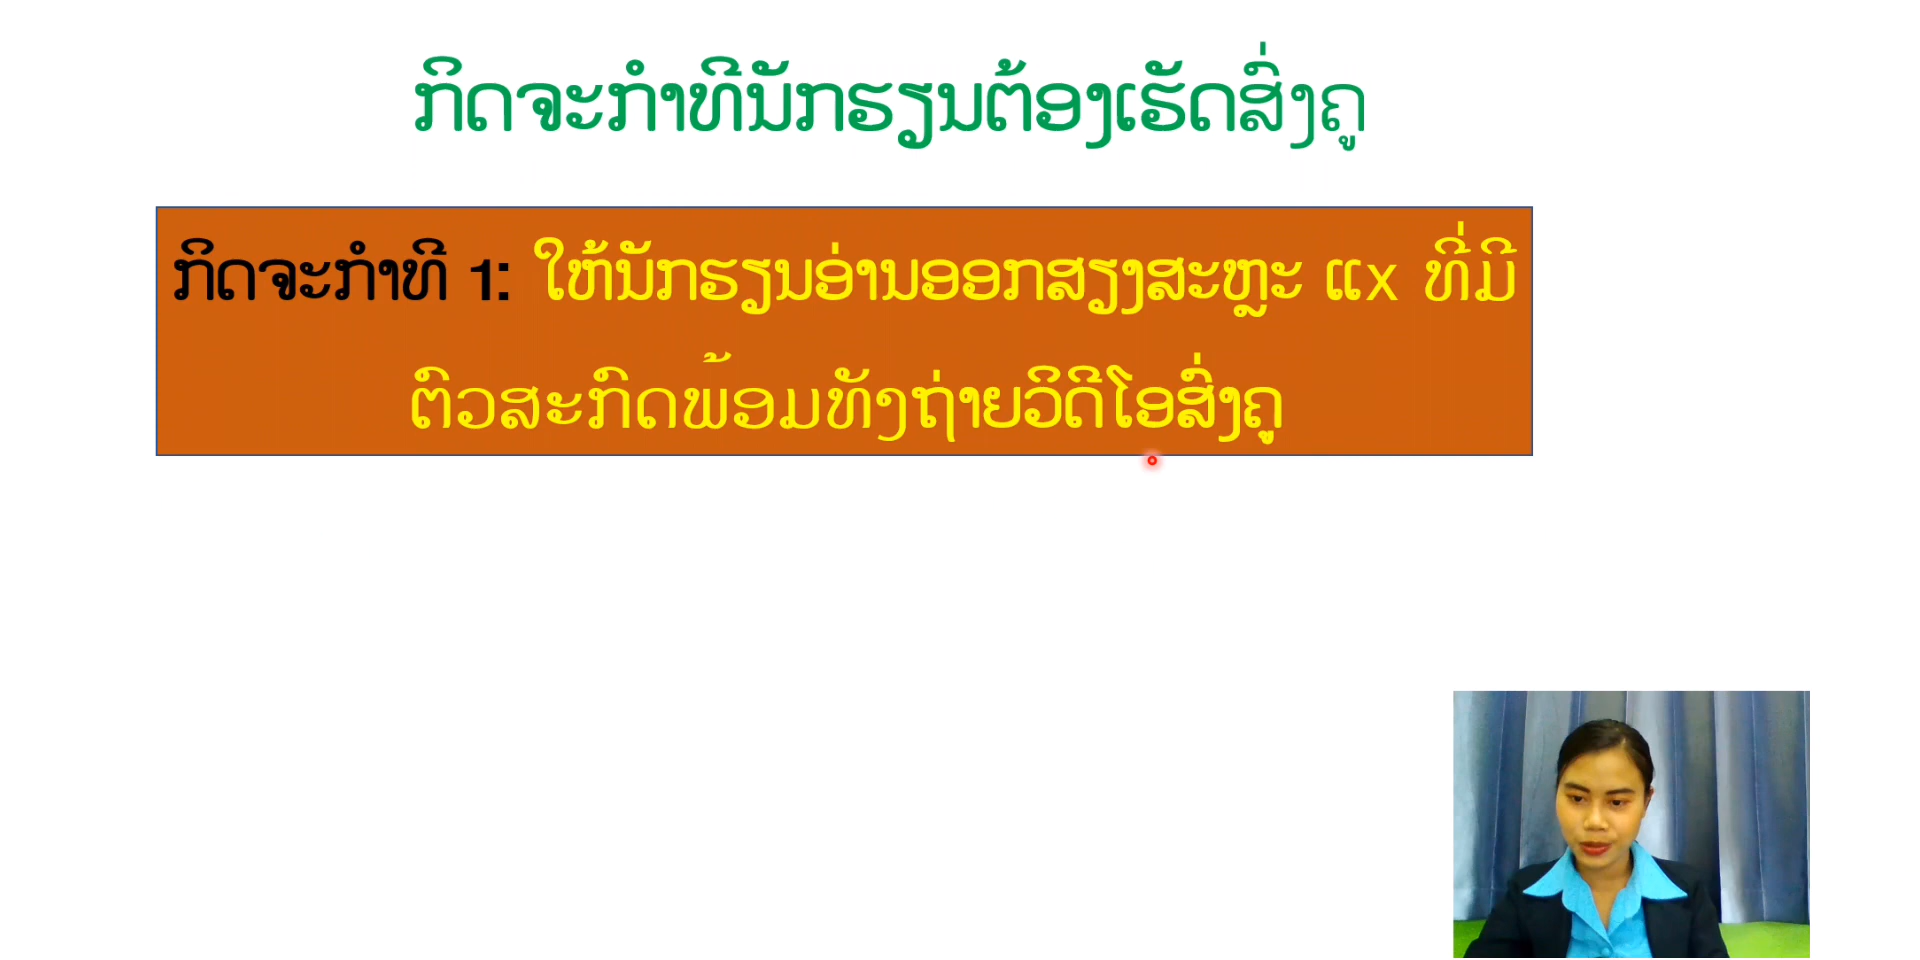 ກິດຈະກຳທີນັກຮຽນຕ້ອງເຮັດສົ່ງຄູ
ກິດຈະກຳທີ 1: ໃຫ້ນັກຮຽນອ່ານອອກສຽງສະຫຼະ ແx ທີ່ມີ
ຕົວສະກົດພ້ອມທັງຖ່າຍວິດີໂອສົ່ງຄູ